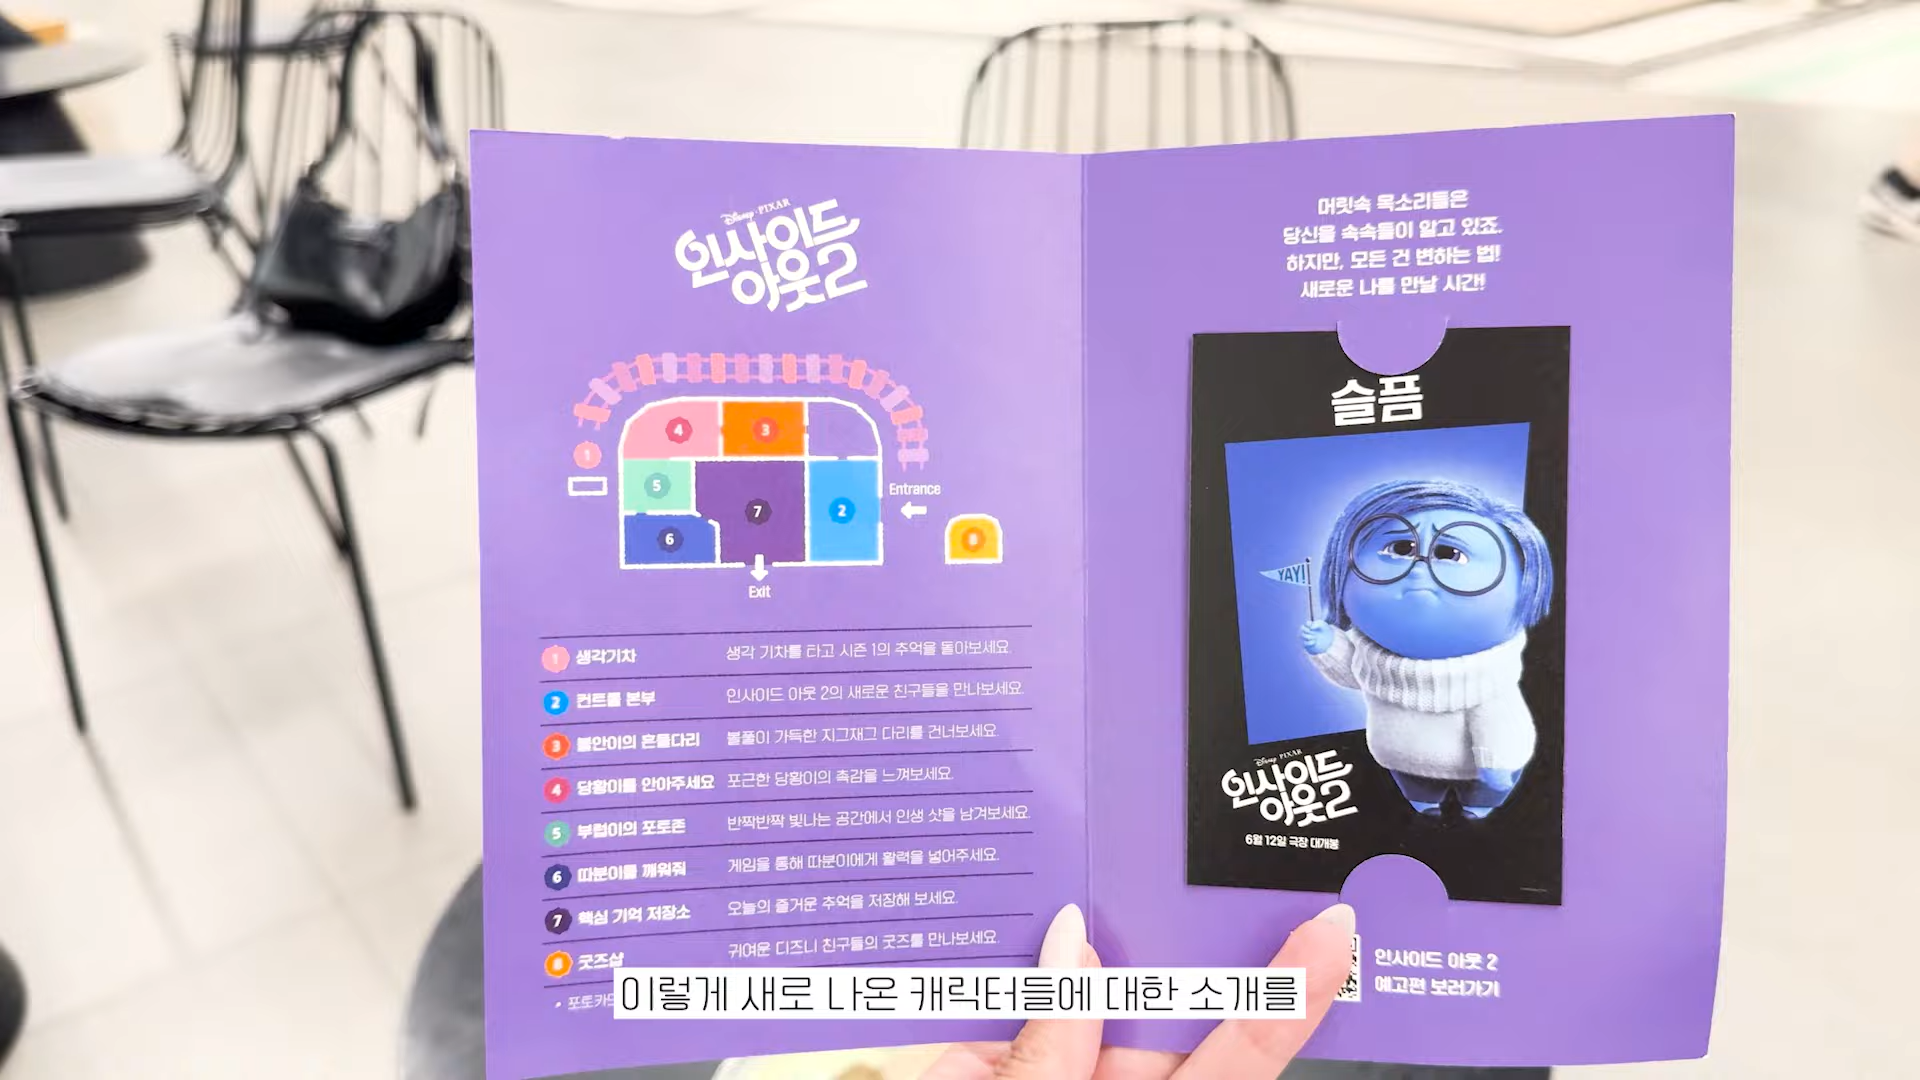 Disney · PIXAR
인사이드
아웃2
4
3
1
5
7
2
Entrance
6
8
Exit
1 생각기차 생각 기차를 타고 시즌 1의 추억을 돌아보세요.
2 컨트롤 본부 인사이드 아웃 2의 새로운 친구들을 만나보세요.
3 불안이의 흔들다리 볼풀이 가득한 지그재그 다리를 건너보세요.
4 당황이를 안아주세요 포근한 당황이의 촉감을 느껴보세요.
5 부럽이의 포토존 반짝반짝 빛나는 공간에서 인생 샷을 남겨보세요.
6 따분이를 깨워줘 게임을 통해 따분이에게 활력을 넣어주세요.
7 핵심 기억 저장소 오늘의 즐거운 추억을 저장해 보세요.
8 굿즈샵 귀여운 디즈니 친구들의 굿즈를 만나보세요.
• 포토카드
머릿속 목소리들은
당신을 속속들이 알고 있죠.
하지만, 모든 건 변하는 법!
새로운 나를 만날 시간!
슬픔
YAY!
Disney · PIXAR
인사이드
아웃2
6월 12일 극장 대개봉
인사이드 아웃 2
예고편 보러가기
이렇게 새로 나온 캐릭터들에 대한 소개를